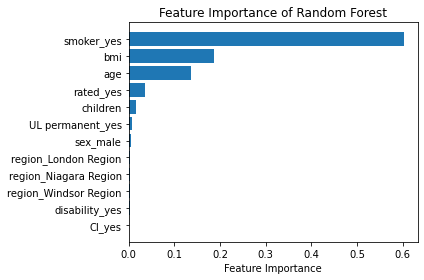 Feature Importance of Random Forest
smoker_yes
bmi
age
rated_yes
children
UL permanent_yes
sex_male
region_London Region
region_Niagara Region
region_Windsor Region
disability_yes
CI_yes
0.0 0.1 0.2 0.3 0.4 0.5 0.6
Feature Importance